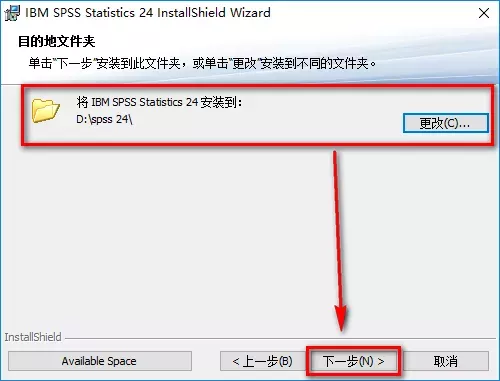 IBM SPSS Statistics 24 InstallShield Wizard
目的地文件夹
单击“下一步”安装到此文件夹，或单击“更改”安装到不同的文件夹。
将 IBM SPSS Statistics 24 安装到：
D:\spss 24\
更改(C)...
InstallShield
Available Space
< 上一步(B)
下一步(N) >
取消